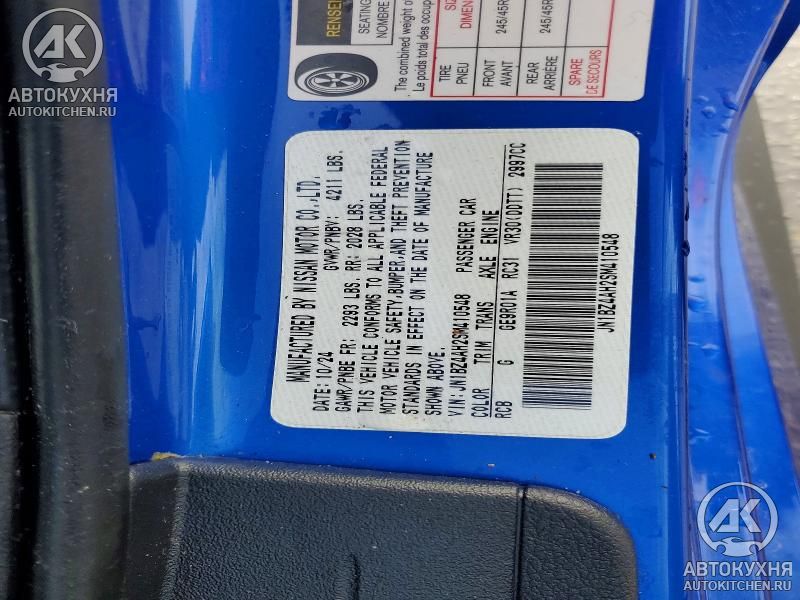 АВТОКУХНЯ
AUTOKITCHEN.RU
SEATING
NOMBRE
The combined weight of
Le poids total des occup
TIRE
PNEU
FRONT
AVANT
245/45R
REAR
ARRIÈRE
245/45R
SPARE
DE SECOURS
MANUFACTURED BY NISSAN MOTOR CO.,LTD.
DATE: 10/24 GVWR/PNBV: 4211 LBS.
GAWR/PNBE FR: 2293 LBS. RR: 2028 LBS.
THIS VEHICLE CONFORMS TO ALL APPLICABLE FEDERAL
MOTOR VEHICLE SAFETY,BUMPER,AND THEFT PREVENTION
STANDARDS IN EFFECT ON THE DATE OF MANUFACTURE
SHOWN ABOVE.
VIN: JN1BZ4AH2SM410548 PASSENGER CAR
COLOR TRIM TRANS AXLE ENGINE
RCB G GE9R01A RC31 VR30(DDTT) 2997CC
JN1BZ4AH2SM410548
АВТОКУХНЯ
AUTOKITCHEN.RU